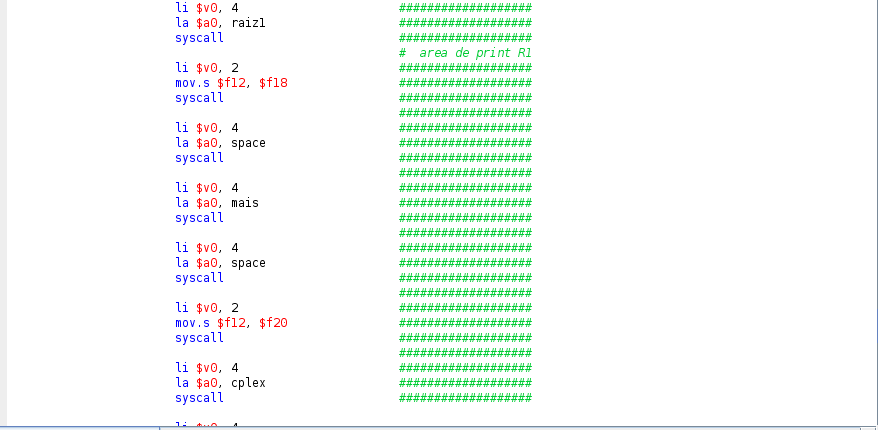 li $v0, 4 ###################
la $a0, raiz1 ###################
syscall ###################
# area de print R1
li $v0, 2 ###################
mov.s $f12, $f18 ###################
syscall ###################
###################
li $v0, 4 ###################
la $a0, space ###################
syscall ###################
###################
li $v0, 4 ###################
la $a0, mais ###################
syscall ###################
###################
li $v0, 4 ###################
la $a0, space ###################
syscall ###################
###################
li $v0, 2 ###################
mov.s $f12, $f20 ###################
syscall ###################
###################
li $v0, 4 ###################
la $a0, cplex ###################
syscall ###################